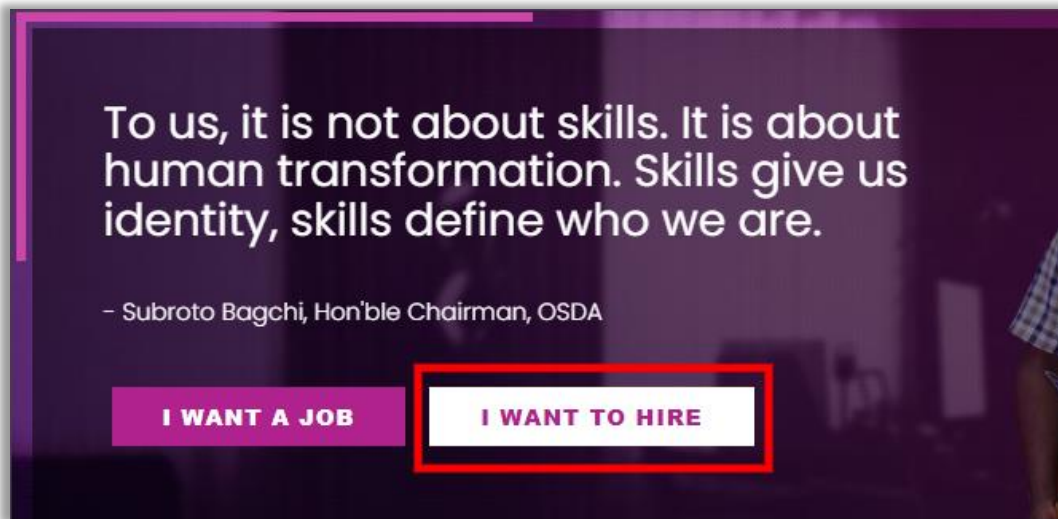 To us, it is not about skills. It is about
human transformation. Skills give us
identity, skills define who we are.
- Subroto Bagchi, Hon'ble Chairman, OSDA
I WANT A JOB
I WANT TO HIRE